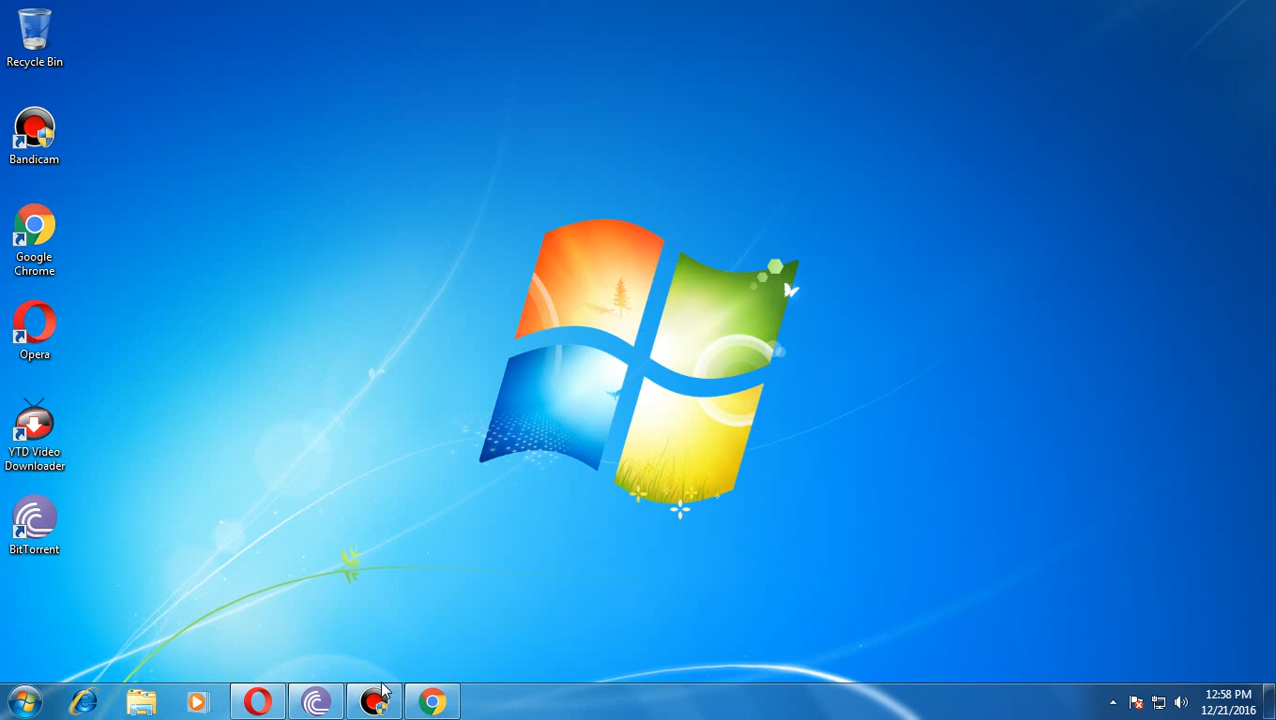 Recycle Bin
Bandicam
Google
Chrome
Opera
YTD Video
Downloader
BitTorrent
12:58 PM
12/21/2016